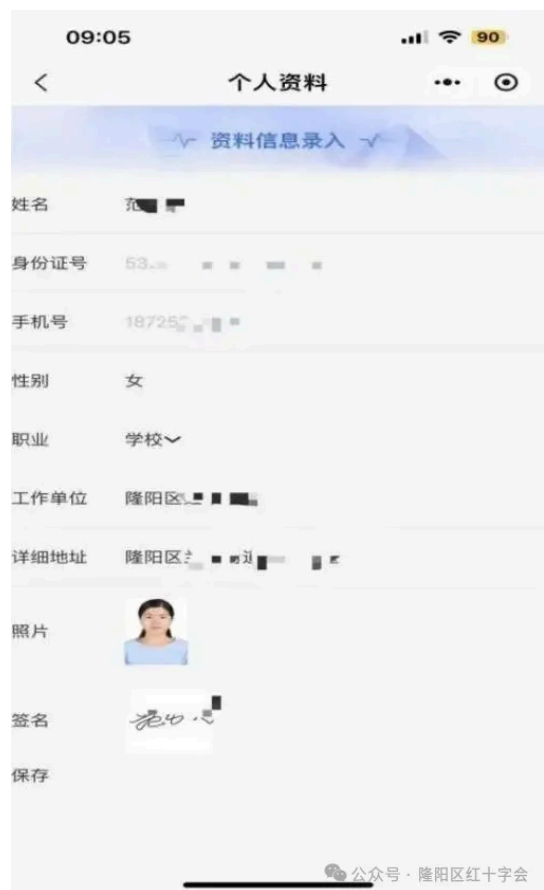 09:05
90
个人资料
资料信息录入
姓名 范
身份证号 53
手机号 18725
性别 女
职业 学校
工作单位 隆阳区
详细地址 隆阳区
照片
签名
保存
公众号 · 隆阳区红十字会